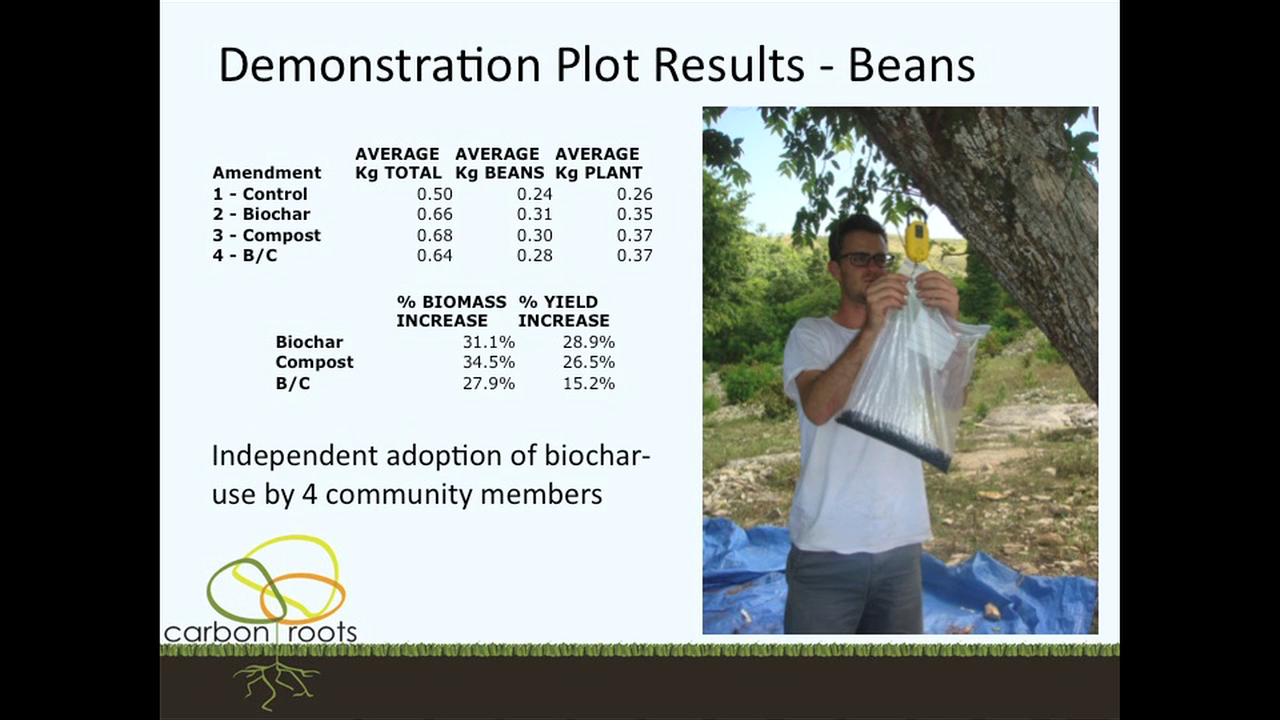 Demonstration Plot Results - Beans
AVERAGE AVERAGE AVERAGE
Amendment Kg TOTAL Kg BEANS Kg PLANT
1 - Control 0.50 0.24 0.26
2 - Biochar 0.66 0.31 0.35
3 - Compost 0.68 0.30 0.37
4 - B/C 0.64 0.28 0.37
% BIOMASS % YIELD
INCREASE INCREASE
Biochar 31.1% 28.9%
Compost 34.5% 26.5%
B/C 27.9% 15.2%
Independent adoption of biochar-
use by 4 community members
carbon roots